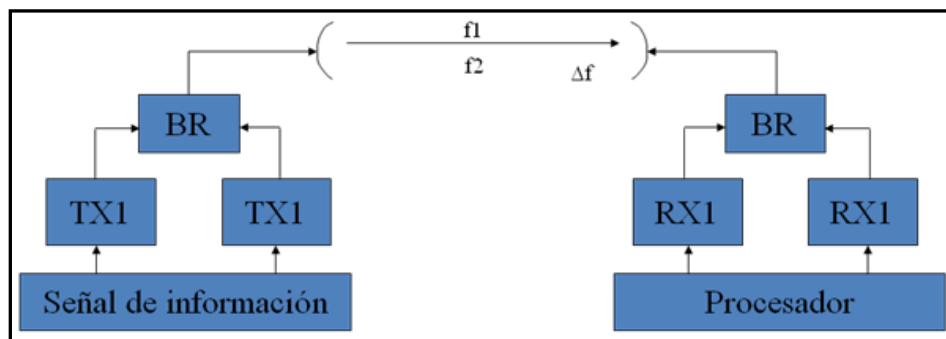 f1
f2
Δf
BR
BR
TX1
TX1
RX1
RX1
Señal de información
Procesador